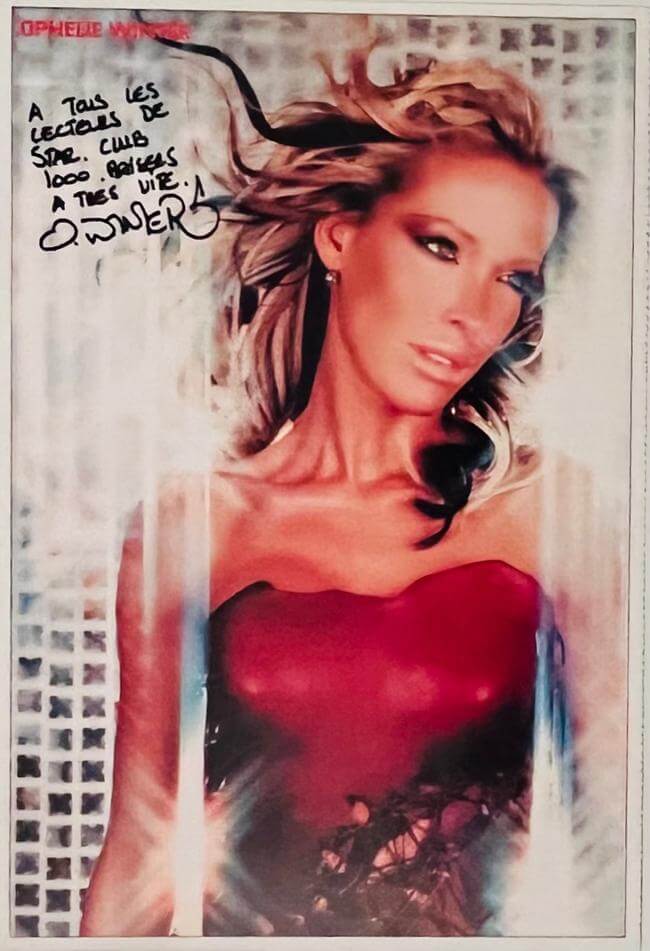 OPHELIE WINTER
A TOUS LES
LECTEURS DE
STAR. CLUB
1000. BAISERS
A TRES VITE.
O.WINTER